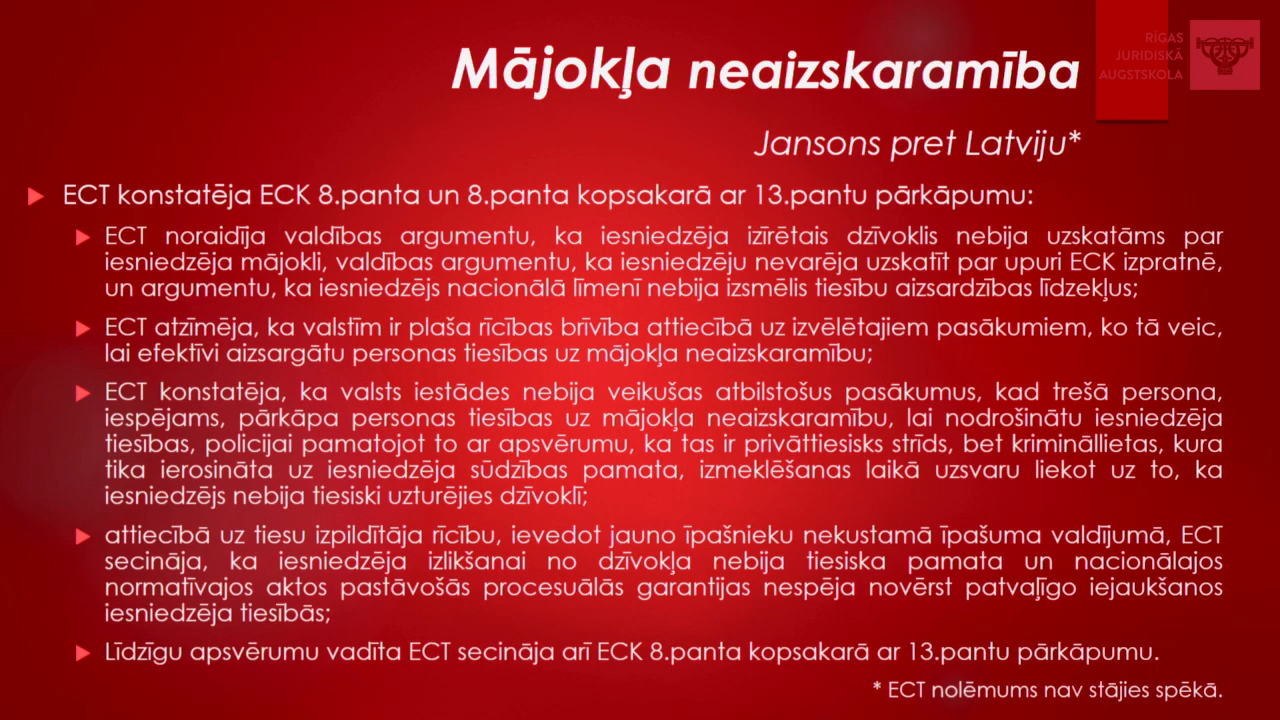 RĪGAS
JURIDISKĀ
AUGSTSKOLA
Mājokļa neaizskaramība
Jansons pret Latviju*
ECT konstatēja ECK 8.panta un 8.panta kopsakarā ar 13.pantu pārkāpumu:
ECT noraidīja valdības argumentu, ka iesniedzēja izīrētais dzīvoklis nebija uzskatāms par
iesniedzēja mājokli, valdības argumentu, ka iesniedzēju nevarēja uzskatīt par upuri ECK izpratnē,
un argumentu, ka iesniedzējs nacionālā līmenī nebija izsmēlis tiesību aizsardzības līdzekļus;
ECT atzīmēja, ka valstīm ir plaša rīcības brīvība attiecībā uz izvēlētajiem pasākumiem, ko tā veic,
lai efektīvi aizsargātu personas tiesības uz mājokļa neaizskaramību;
ECT konstatēja, ka valsts iestādes nebija veikušas atbilstošus pasākumus, kad trešā persona,
iespējams, pārkāpa personas tiesības uz mājokļa neaizskaramību, lai nodrošinātu iesniedzēja
tiesības, policijai pamatojot to ar apsvērumu, ka tas ir privāttiesisks strīds, bet krimināllietas, kura
tika ierosināta uz iesniedzēja sūdzības pamata, izmeklēšanas laikā uzsvaru liekot uz to, ka
iesniedzējs nebija tiesiski uzturējies dzīvoklī;
attiecībā uz tiesu izpildītāja rīcību, ievedot jauno īpašnieku nekustamā īpašuma valdījumā, ECT
secināja, ka iesniedzēja izlikšanai no dzīvokļa nebija tiesiska pamata un nacionālajos
normatīvajos aktos pastāvošās procesuālās garantijas nespēja novērst patvaļīgo iejaukšanos
iesniedzēja tiesībās;
Līdzīgu apsvērumu vadīta ECT secināja arī ECK 8.panta kopsakarā ar 13.pantu pārkāpumu.
* ECT nolēmums nav stājies spēkā.